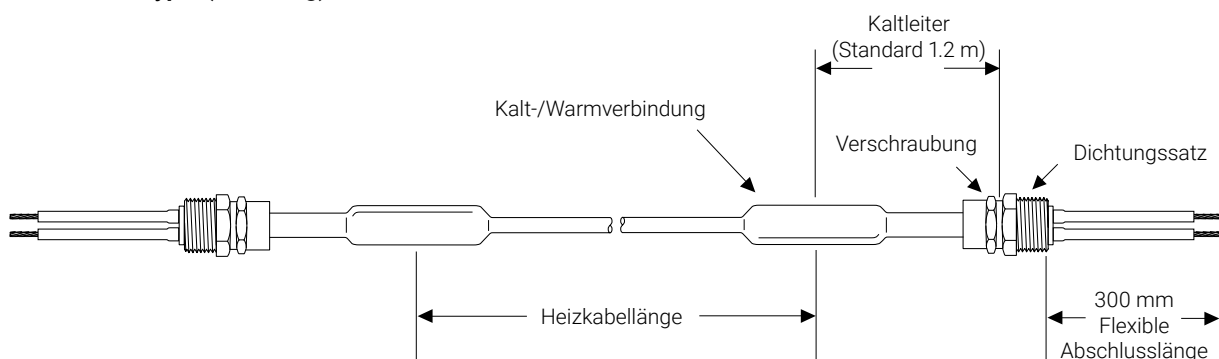 Kaltleiter
(Standard 1.2 m)
Kalt-/Warmverbindung
Verschraubung
Dichtungssatz
Heizkabellänge
300 mm
Flexible
Abschlusslänge